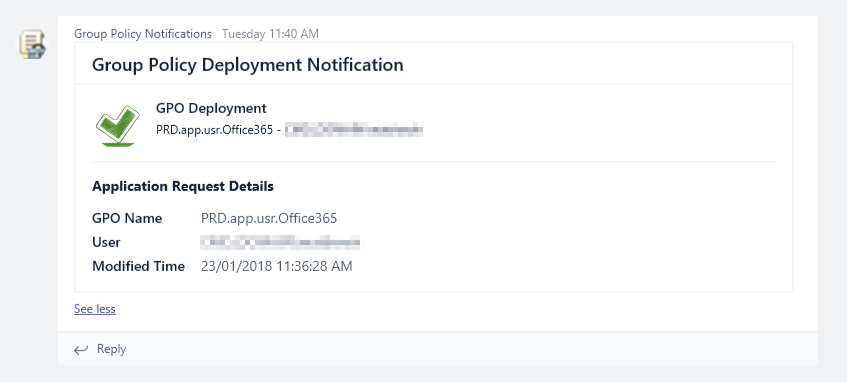 Group Policy Notifications Tuesday 11:40 AM
Group Policy Deployment Notification
GPO Deployment
PRD.app.usr.Office365 -
Application Request Details
GPO Name PRD.app.usr.Office365
User
Modified Time 23/01/2018 11:36:28 AM
See less
Reply